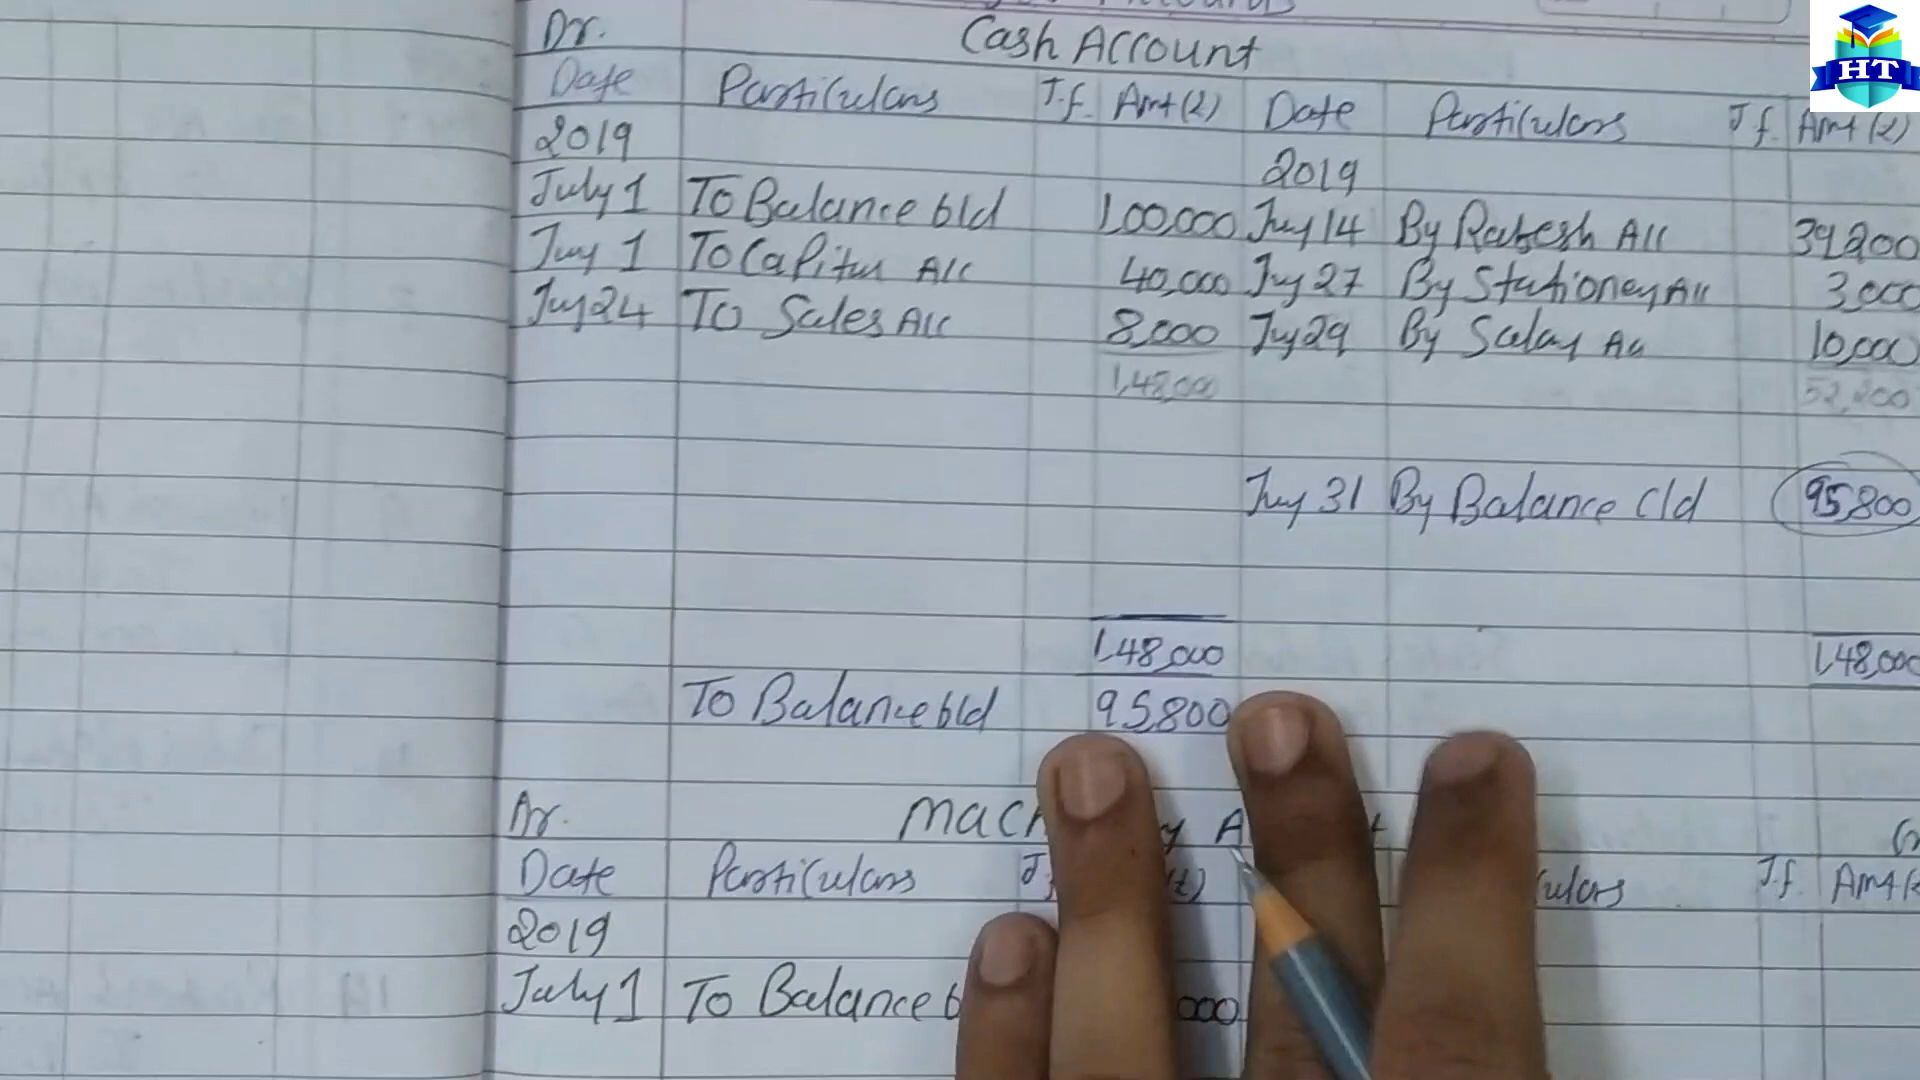 HT
Dr. Cash Account
Date Particulars J.f. Amt(₹) Date Particulars J.f. Amt(₹)
2019 2019
July 1 To Balance b/d 1,00,000 July 14 By Rakesh A/c 39,200
July 1 To Capital A/c 40,000 July 27 By Stationey A/c 3,000
July 24 To Sales A/c 8,000 July 29 By Salary A/c 10,000
1,48,000 52,200
July 31 By Balance C/d 95,800
1,48,000 1,48,000
To Balance b/d 95,800
Dr.
Date Particulars J.f. Amt(₹
2019
July 1 To Balance